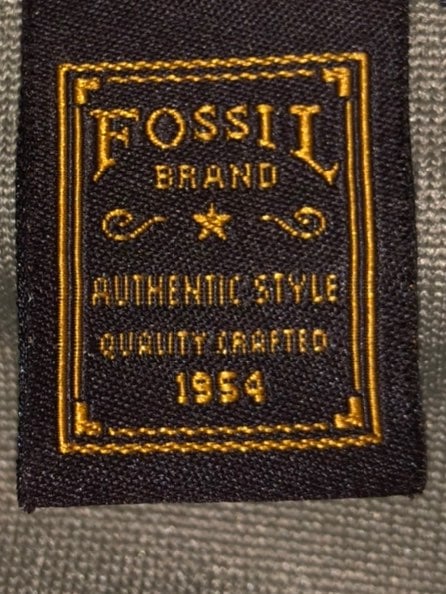 FOSSIL
BRAND
AUTHENTIC STYLE
QUALITY CRAFTED
1954